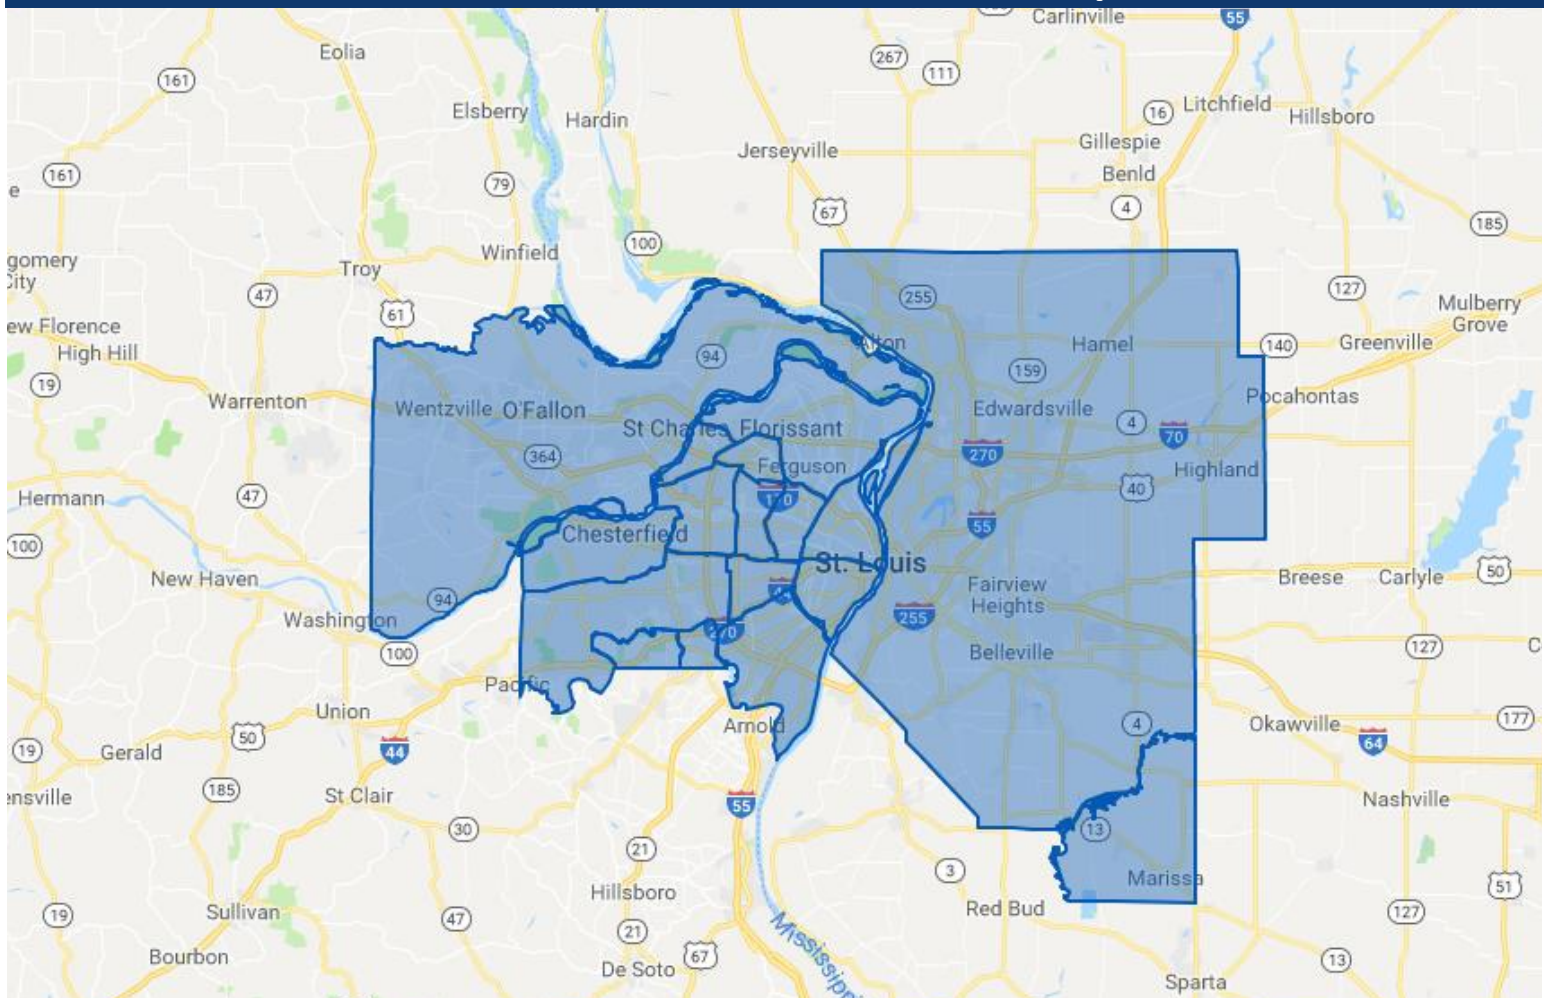 Carlinville
55
Eolia
267
111
161
Elsberry
Hardin
16
Litchfield
Hillsboro
Gillespie
Jerseyville
161
Benld
79
e
67
4
185
100
Winfield
gomery
City
Troy
47
255
127
Mulberry
Grove
61
ew Florence
High Hill
Alton
Hamel
140
Greenville
94
159
19
Warrenton
Wentzville
O'Fallon
Edwardsville
Pocahontas
St Charles
Florissant
4
70
364
Ferguson
270
Highland
Hermann
47
170
40
55
Chesterfield
100
St. Louis
New Haven
Fairview
Heights
Breese
Carlyle
50
94
44
Washington
255
270
127
C
100
Belleville
Pacific
Union
Arnold
4
Okawville
177
50
19
Gerald
44
64
ensville
185
St Clair
55
Nashville
30
13
21
3
Marissa
51
Hillsboro
19
Sullivan
47
Red Bud
127
21
Bourbon
67
De Soto
Mississippi
13
Sparta